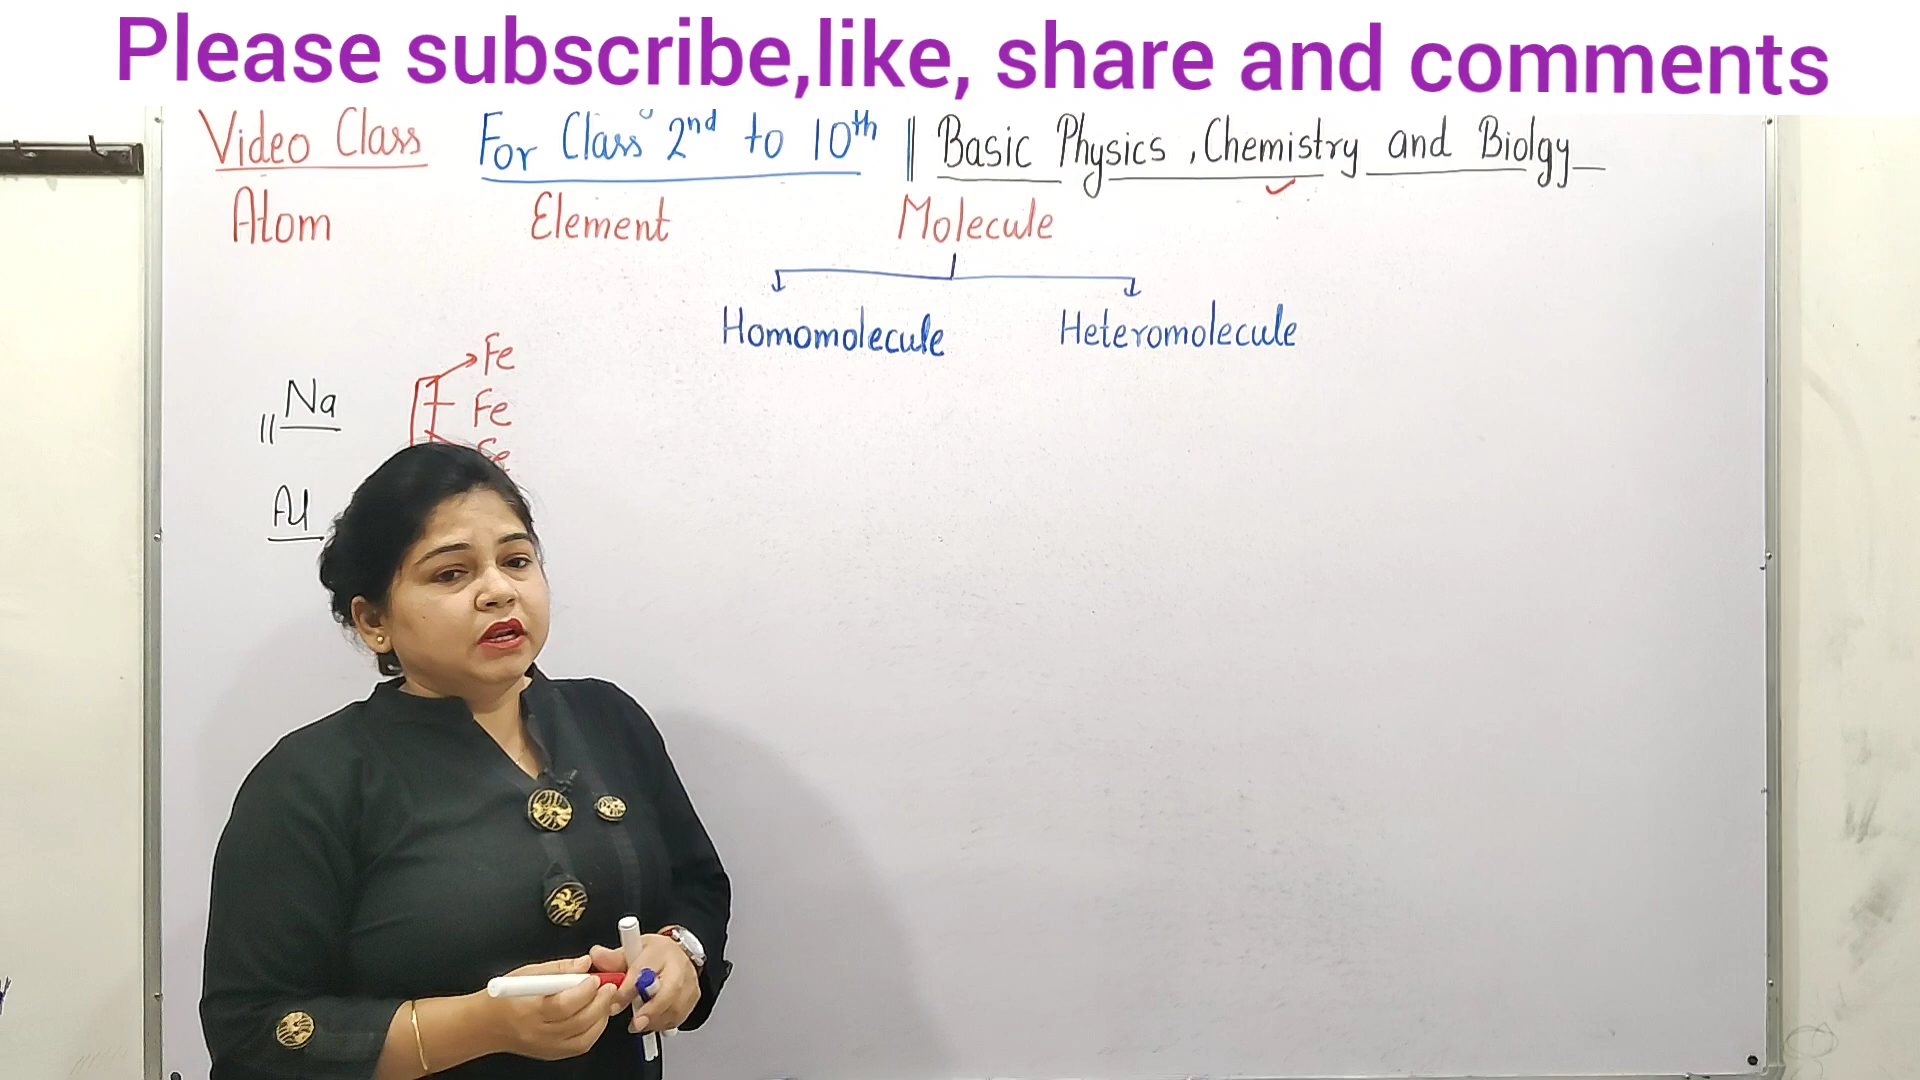 Please subscribe,like, share and comments
Video Class For Class 2nd to 10th || Basic Physics ,Chemistry and Biolgy
Atom Element Molecule
Homomolecule Heteromolecule
Fe
Na Fe
Fe
Al